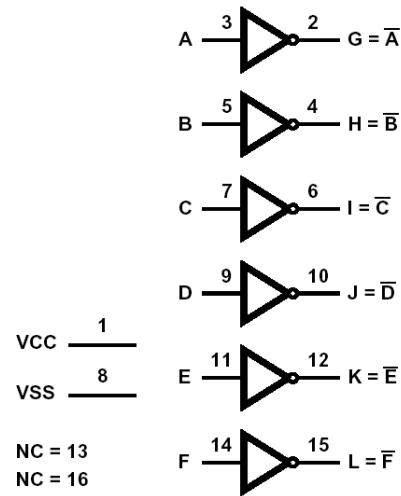 A 3 2 G = A̅
B 5 4 H = B̅
C 7 6 I = C̅
D 9 10 J = D̅
VCC 1
E 11 12 K = E̅
VSS 8
NC = 13
F 14 15 L = F̅
NC = 16